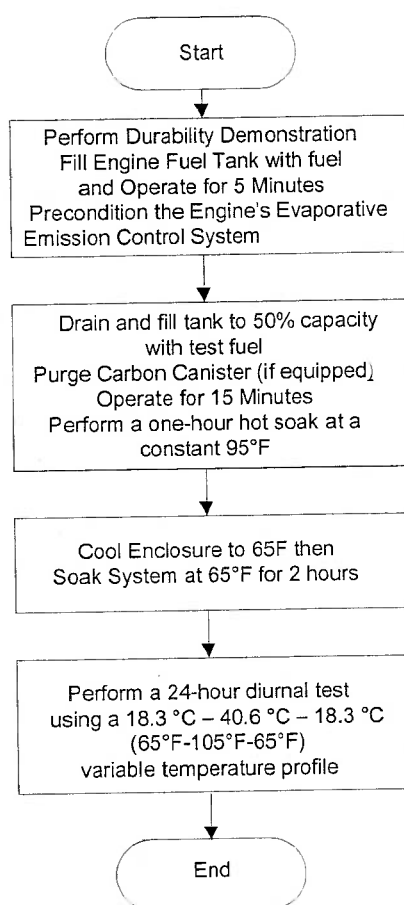 Start
Perform Durability Demonstration
Fill Engine Fuel Tank with fuel
and Operate for 5 Minutes
Precondition the Engine's Evaporative
Emission Control System
Drain and fill tank to 50% capacity
with test fuel
Purge Carbon Canister (if equipped)
Operate for 15 Minutes
Perform a one-hour hot soak at a
constant 95°F
Cool Enclosure to 65F then
Soak System at 65°F for 2 hours
Perform a 24-hour diurnal test
using a 18.3 °C – 40.6 °C – 18.3 °C
(65°F-105°F-65°F)
variable temperature profile
End